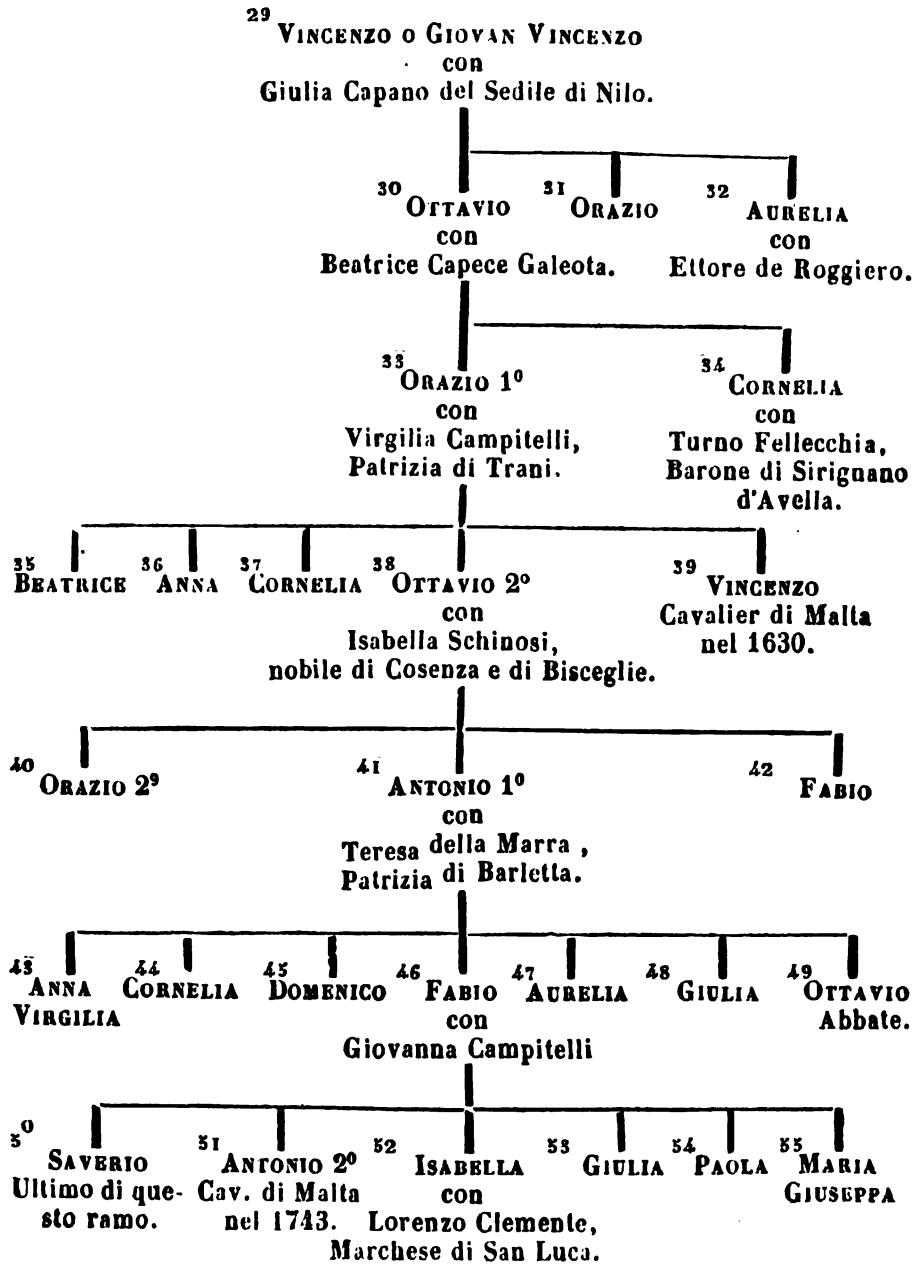 29 VINCENZO O GIOVAN VINCENZO
con
Giulia Capano del Sedile di Nilo.
30 OTTAVIO 31 ORAZIO 32 AURELIA
con con
Beatrice Capece Galeota. Ettore de Roggiero.
33 ORAZIO 1º 34 CORNELIA
con con
Virgilia Campitelli, Turno Fellecchia,
Patrizia di Trani. Barone di Sirignano
d'Avella.
35 BEATRICE 36 ANNA 37 CORNELIA 38 OTTAVIO 2º 39 VINCENZO
con Cavalier di Malta
Isabella Schinosi, nel 1630.
nobile di Cosenza e di Bisceglie.
40 ORAZIO 2º 41 ANTONIO 1º 42 FABIO
con
Teresa della Marra,
Patrizia di Barletta.
43 ANNA 44 CORNELIA 45 DOMENICO 46 FABIO 47 AURELIA 48 GIULIA 49 OTTAVIO
VIRGILIA con Abbate.
Giovanna Campitelli
50 SAVERIO 51 ANTONIO 2º 52 ISABELLA 53 GIULIA 54 PAOLA 55 MARIA
Ultimo di que- Cav. di Malta con GIUSEPPA
sto ramo. nel 1743. Lorenzo Clemente,
Marchese di San Luca.